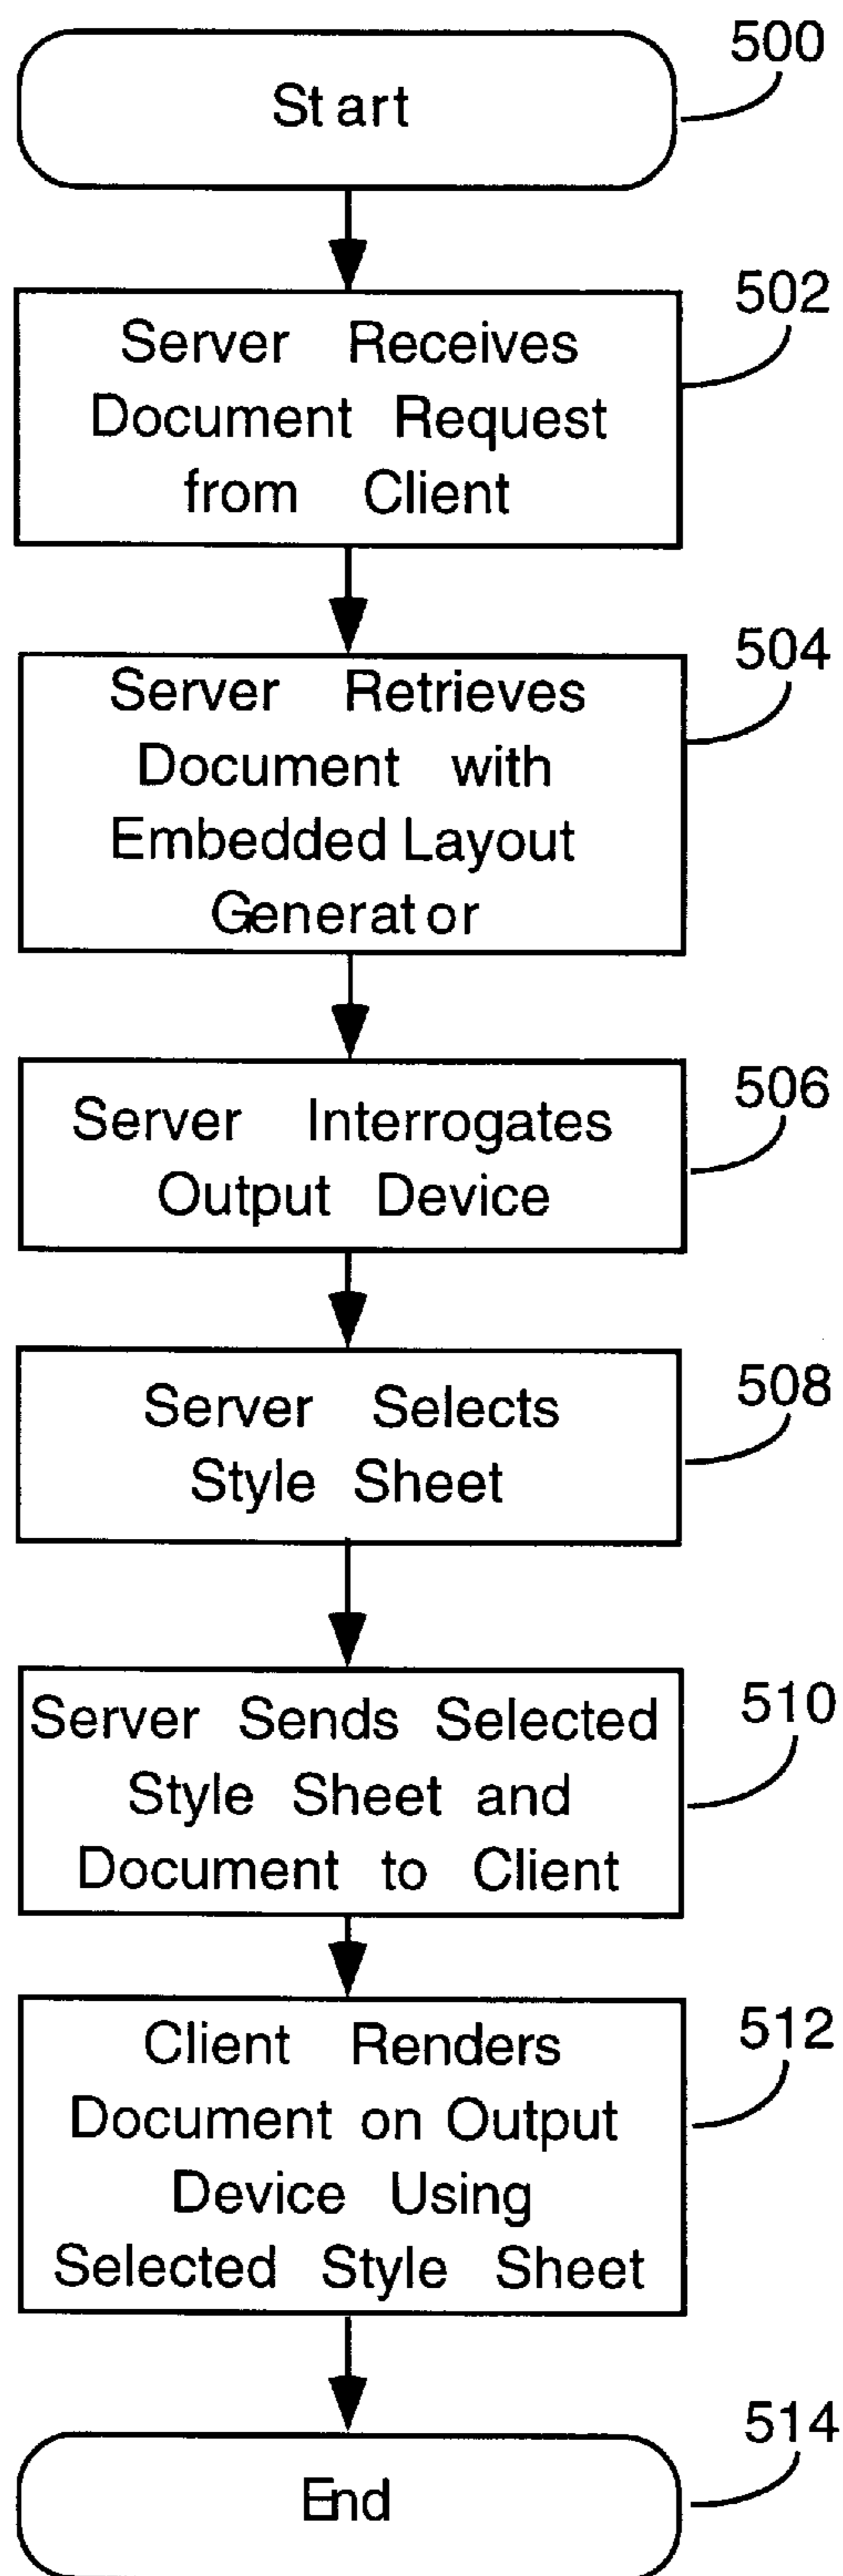 Start
500
Server Receives
Document Request
from Client
502
Server Retrieves
Document with
Embedded Layout
Generator
504
Server Interrogates
Output Device
506
Server Selects
Style Sheet
508
Server Sends Selected
Style Sheet and
Document to Client
510
Client Renders
Document on Output
Device Using
Selected Style Sheet
512
End
514